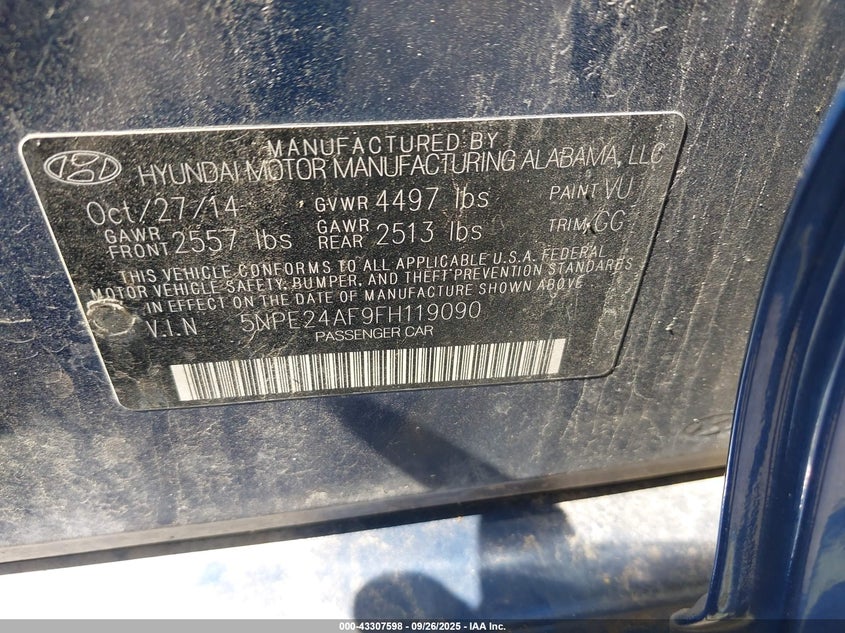 MANUFACTURED BY
HYUNDAI MOTOR MANUFACTURING ALABAMA, LLC
Oct/27/14 GVWR 4497 lbs PAINT VU
GAWR FRONT 2557 lbs GAWR REAR 2513 lbs TRIM CC
THIS VEHICLE CONFORMS TO ALL APPLICABLE U.S.A. FEDERAL
MOTOR VEHICLE SAFETY, BUMPER, AND THEFT PREVENTION STANDARDS
IN EFFECT ON THE DATE OF MANUFACTURE SHOWN ABOVE
V.I.N 5NPE24AF9FH119090
PASSENGER CAR
000-43307598 - 09/26/2025 - IAA Inc.